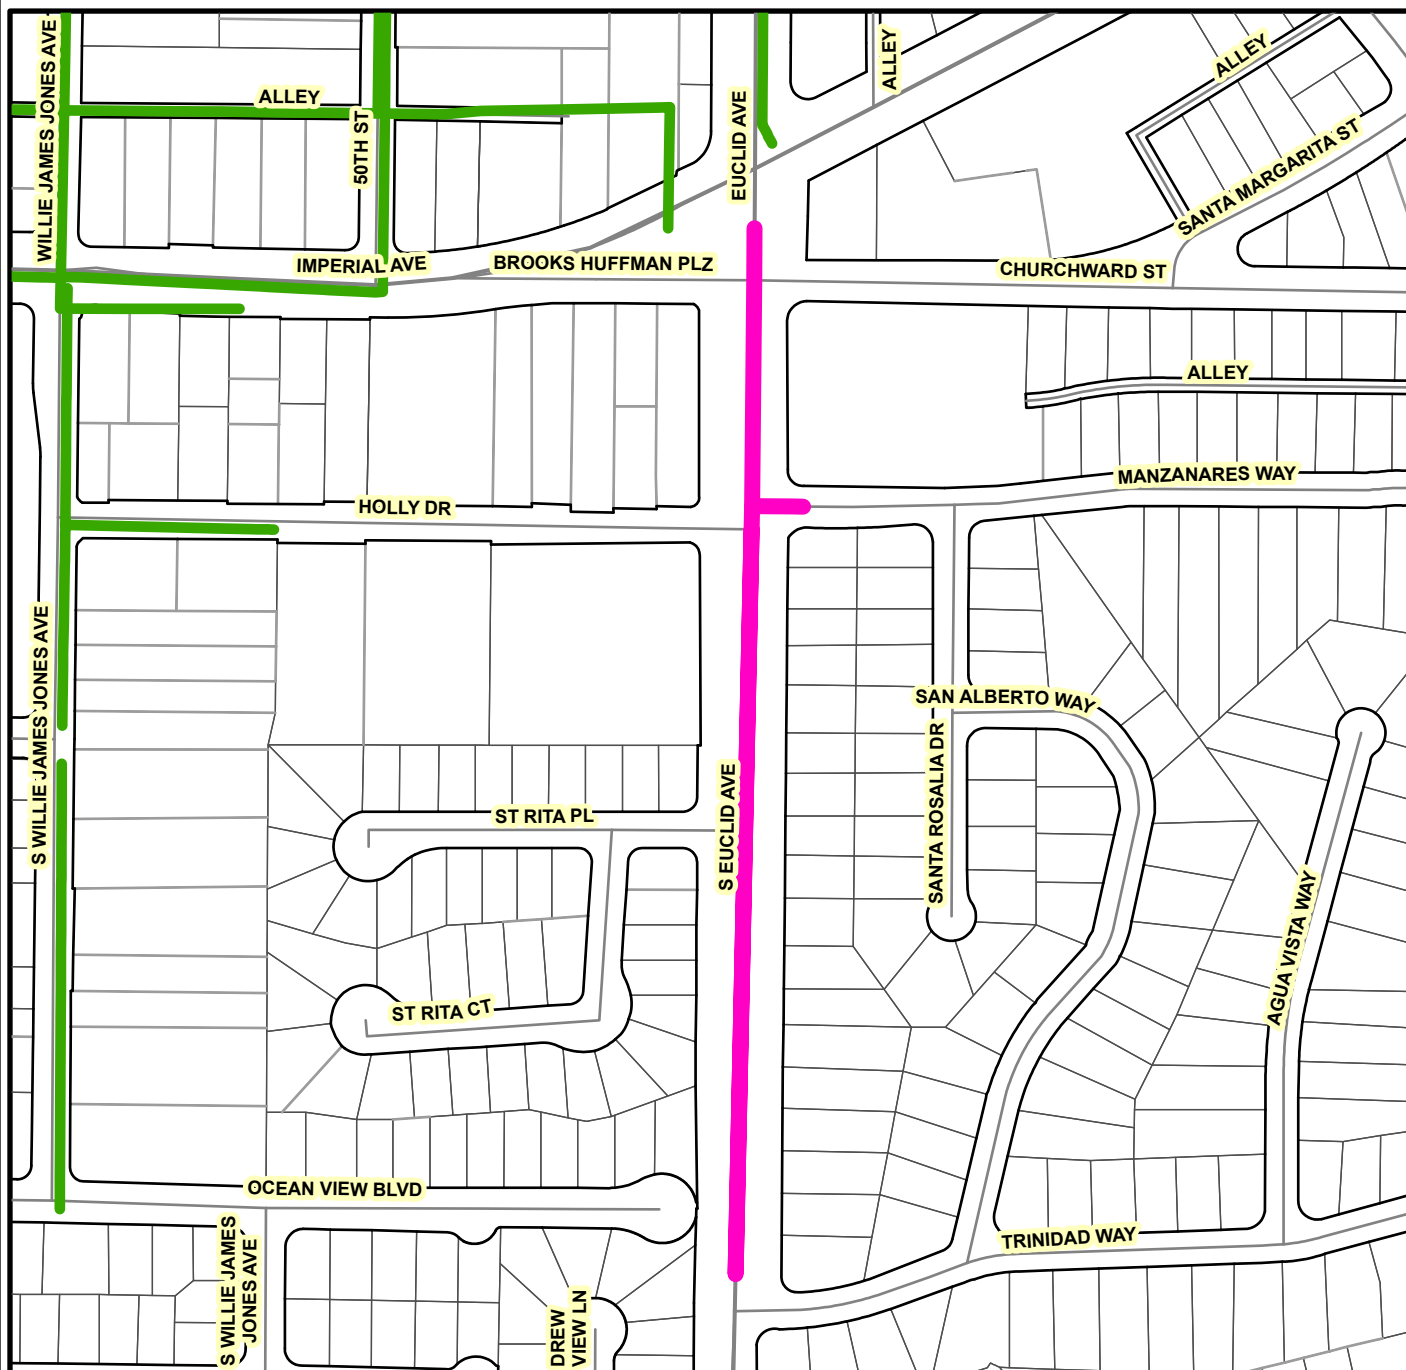 WILLIE JAMES JONES AVE
ALLEY
50TH ST
EUCLID AVE
ALLEY
ALLEY
SANTA MARGARITA ST
IMPERIAL AVE
BROOKS HUFFMAN PLZ
CHURCHWARD ST
ALLEY
MANZANARES WAY
HOLLY DR
S WILLIE JAMES JONES AVE
SAN ALBERTO WAY
SANTA ROSALIA DR
S EUCLID AVE
ST RITA PL
AGUA VISTA WAY
ST RITA CT
OCEAN VIEW BLVD
TRINIDAD WAY
S WILLIE JAMES
JONES AVE
DREW
VIEW LN